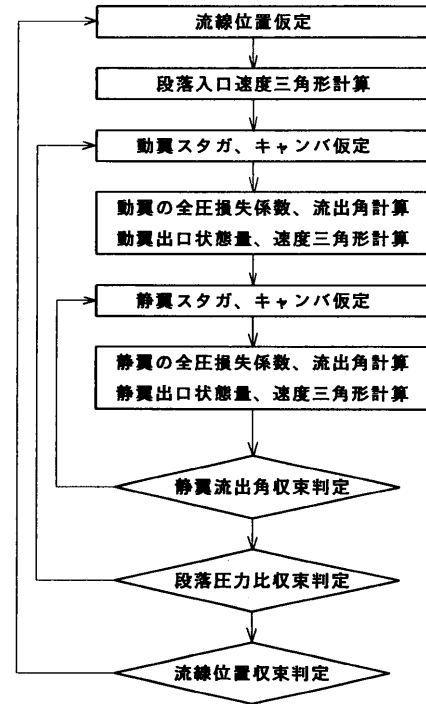 流線位置仮定
段落入口速度三角形計算
動翼スタガ、キャンバ仮定
動翼の全圧損失係数、流出角計算
動翼出口状態量、速度三角形計算
静翼スタガ、キャンバ仮定
静翼の全圧損失係数、流出角計算
静翼出口状態量、速度三角形計算
静翼流出角収束判定
段落圧力比収束判定
流線位置収束判定